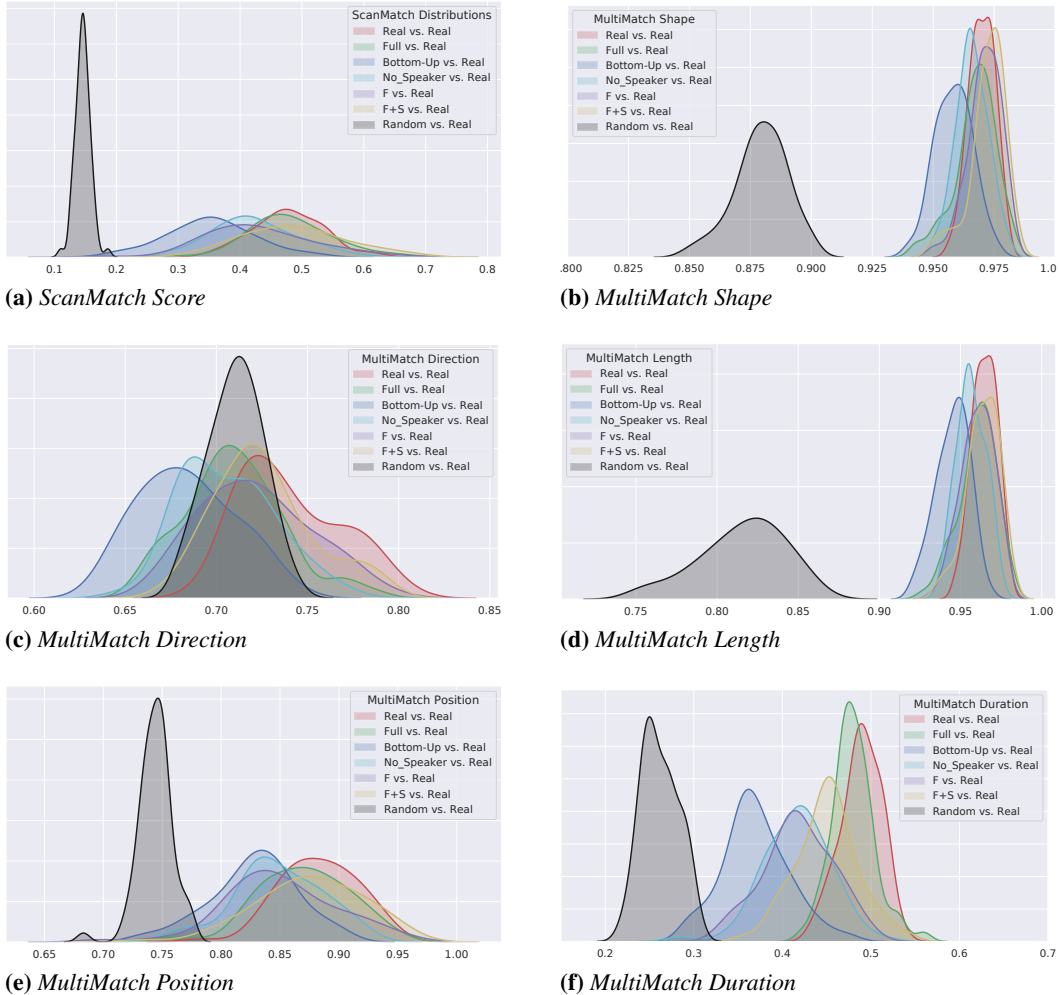 ScanMatch Distributions
Real vs. Real
Full vs. Real
Bottom-Up vs. Real
No_Speaker vs. Real
F vs. Real
F+S vs. Real
Random vs. Real
0.1 0.2 0.3 0.4 0.5 0.6 0.7 0.8
(a) ScanMatch Score
MultiMatch Shape
Real vs. Real
Full vs. Real
Bottom-Up vs. Real
No_Speaker vs. Real
F vs. Real
F+S vs. Real
Random vs. Real
.800 0.825 0.850 0.875 0.900 0.925 0.950 0.975 1.0
(b) MultiMatch Shape
MultiMatch Direction
Real vs. Real
Full vs. Real
Bottom-Up vs. Real
No_Speaker vs. Real
F vs. Real
F+S vs. Real
Random vs. Real
0.60 0.65 0.70 0.75 0.80 0.85
(c) MultiMatch Direction
MultiMatch Length
Real vs. Real
Full vs. Real
Bottom-Up vs. Real
No_Speaker vs. Real
F vs. Real
F+S vs. Real
Random vs. Real
0.75 0.80 0.85 0.90 0.95 1.00
(d) MultiMatch Length
MultiMatch Position
Real vs. Real
Full vs. Real
Bottom-Up vs. Real
No_Speaker vs. Real
F vs. Real
F+S vs. Real
Random vs. Real
0.65 0.70 0.75 0.80 0.85 0.90 0.95 1.00
(e) MultiMatch Position
MultiMatch Duration
Real vs. Real
Full vs. Real
Bottom-Up vs. Real
No_Speaker vs. Real
F vs. Real
F+S vs. Real
Random vs. Real
0.2 0.3 0.4 0.5 0.6 0.7
(f) MultiMatch Duration